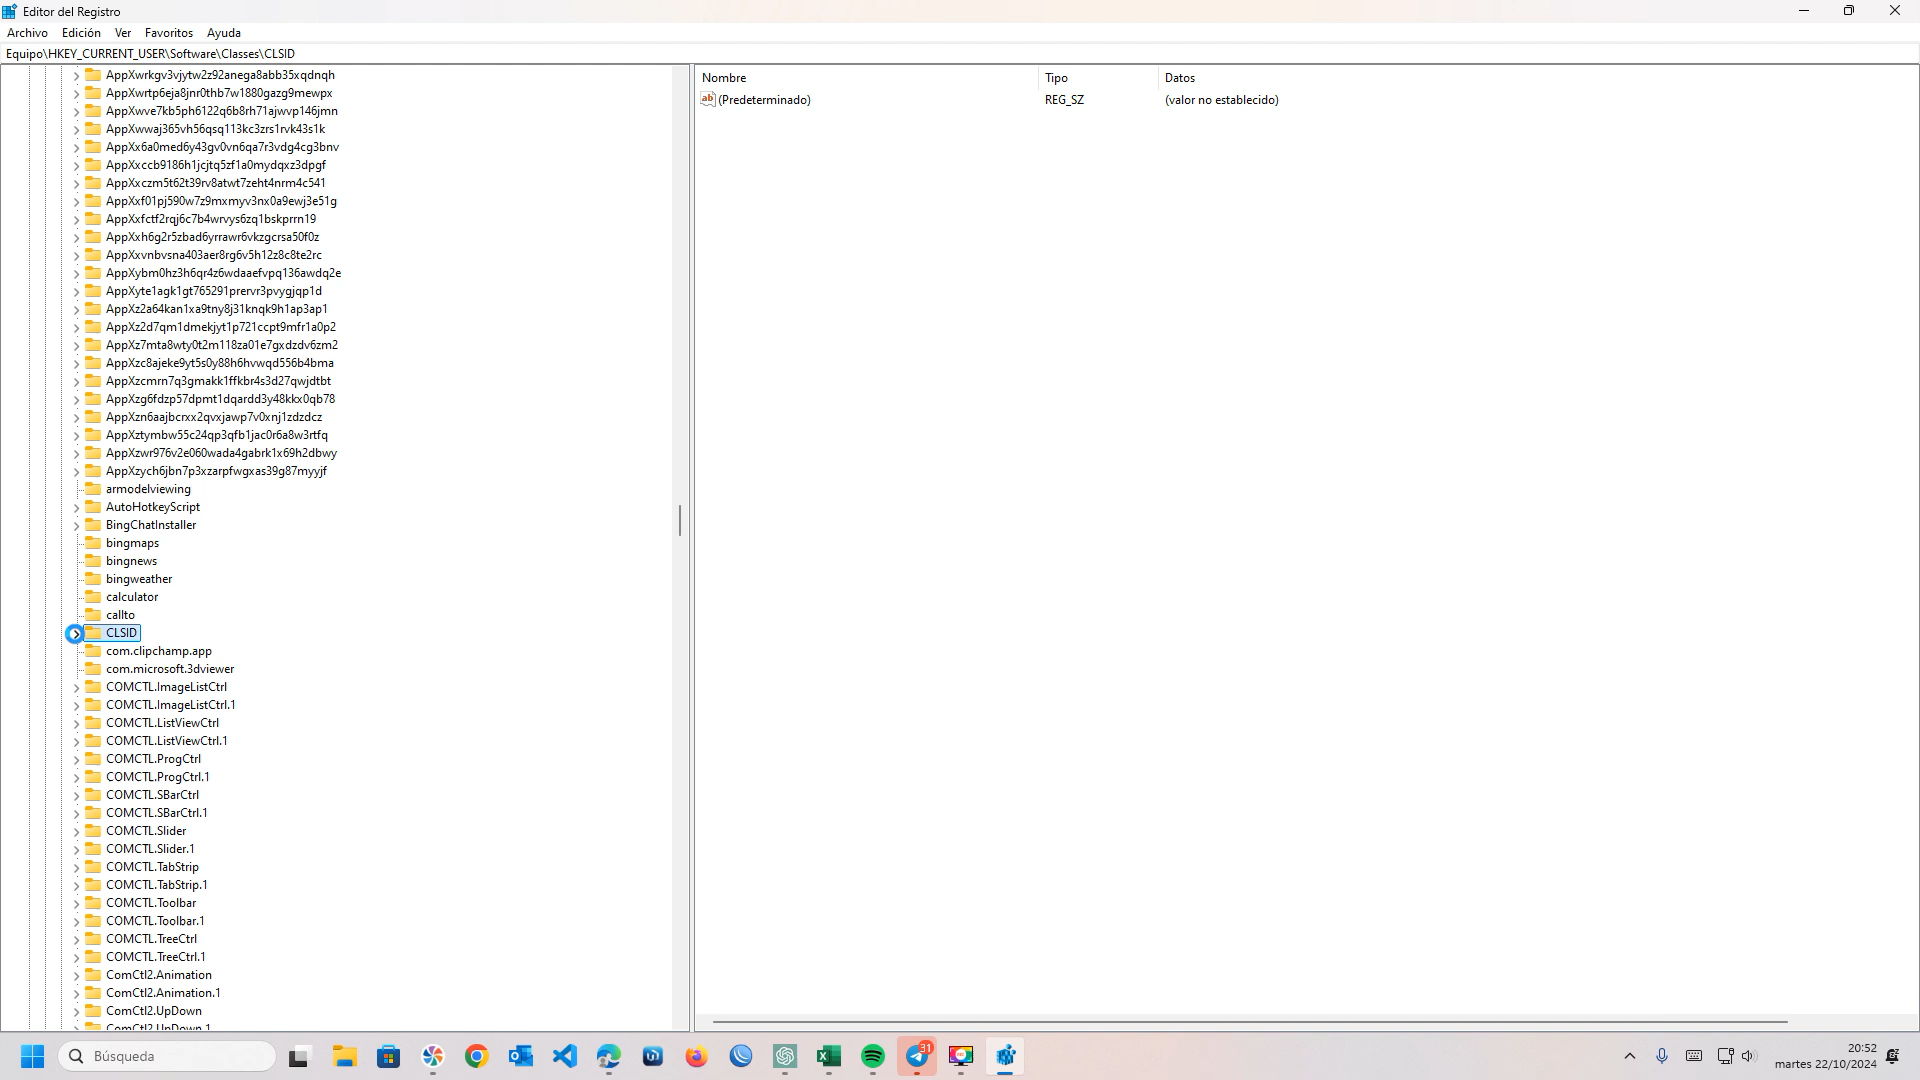 Editor del Registro
Archivo Edición Ver Favoritos Ayuda
Equipo\HKEY_CURRENT_USER\Software\Classes\CLSID
AppXwrkgv3vjytw2z92anega8abb35xqdnqh
AppXwrtp6eja8jnr0thb7w1880gazg9mewpx
AppXwve7kb5ph6122q6b8rh71ajwvp146jmn
AppXwwaj365vh56qsq113kc3zrs1rvk43s1k
AppXx6a0med6y43gv0vn6qa7r3vdg4cg3bnv
AppXxccb9186h1jcjtq5zf1a0mydqxz3dpgf
AppXxczm5t62t39rv8atwt7zeht4nrm4c541
AppXxf01pj590w7z9mxmyv3nx0a9ewj3e51g
AppXxfctf2rqj6c7b4wrvys6zq1bskprrn19
AppXxh6g2r5zbad6yrrawr6vkzgcrsa50f0z
AppXxvnbvsna403aer8rg6v5h12z8c8te2rc
AppXybm0hz3h6qr4z6wdaaefvpq136awdq2e
AppXyte1agk1gt765291prervr3pvygjqp1d
AppXz2a64kan1xa9tny8j31knqk9h1ap3ap1
AppXz2d7qm1dmekjyt1p721ccpt9mfr1a0p2
AppXz7mta8wty0t2m118za01e7gxdzdv6zm2
AppXzc8ajeke9yt5s0y88h6hvwqd556b4bma
AppXzcmrn7q3gmakk1ffkbr4s3d27qwjdtbt
AppXzg6fdzp57dpmt1dqardd3y48kkx0qb78
AppXzn6aajbcrxx2qvxjawp7v0xnj1zdzdcz
AppXztymbw55c24qp3qfb1jac0r6a8w3rtfq
AppXzwr976v2e060wada4gabrk1x69h2dbwy
AppXzych6jbn7p3xzarpfwgxas39g87myyjf
armodelviewing
AutoHotkeyScript
BingChatInstaller
bingmaps
bingnews
bingweather
calculator
callto
CLSID
com.clipchamp.app
com.microsoft.3dviewer
COMCTL.ImageListCtrl
COMCTL.ImageListCtrl.1
COMCTL.ListViewCtrl
COMCTL.ListViewCtrl.1
COMCTL.ProgCtrl
COMCTL.ProgCtrl.1
COMCTL.SBarCtrl
COMCTL.SBarCtrl.1
COMCTL.Slider
COMCTL.Slider.1
COMCTL.TabStrip
COMCTL.TabStrip.1
COMCTL.Toolbar
COMCTL.Toolbar.1
COMCTL.TreeCtrl
COMCTL.TreeCtrl.1
ComCtl2.Animation
ComCtl2.Animation.1
ComCtl2.UpDown
ComCtl2.UpDown.1
Nombre Tipo Datos
(Predeterminado) REG_SZ (valor no establecido)
Búsqueda
31
20:52
martes 22/10/2024